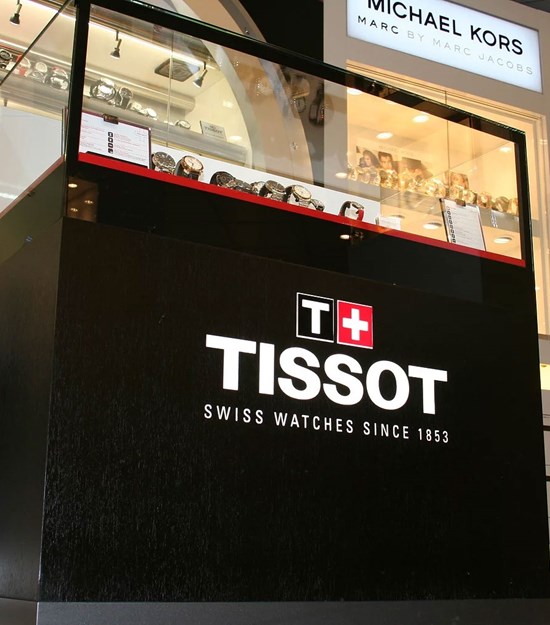 MICHAEL KORS
MARC BY MARC JACOBS
T
TISSOT
SWISS WATCHES SINCE 1853